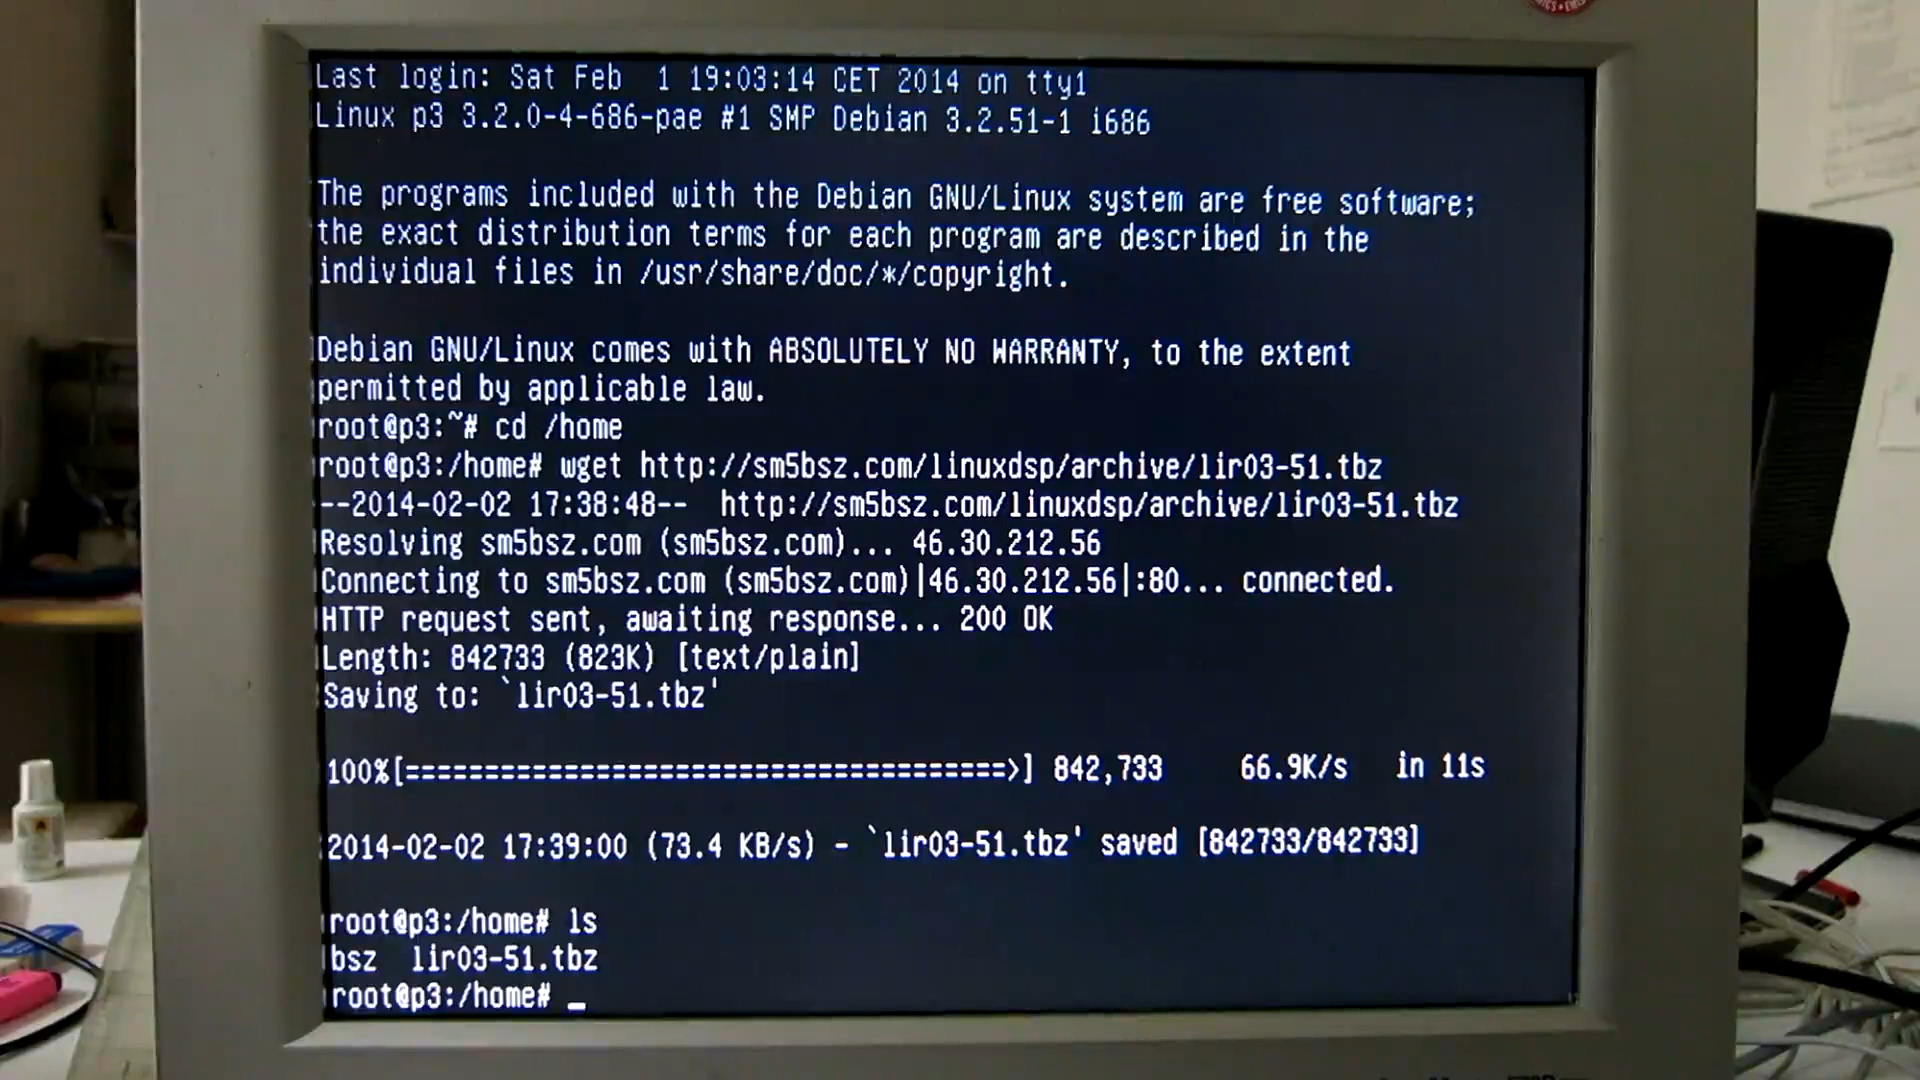 Last login: Sat Feb  1 19:03:14 CET 2014 on tty1
Linux p3 3.2.0-4-686-pae #1 SMP Debian 3.2.51-1 i686
The programs included with the Debian GNU/Linux system are free software;
the exact distribution terms for each program are described in the
individual files in /usr/share/doc/*/copyright.
Debian GNU/Linux comes with ABSOLUTELY NO WARRANTY, to the extent
permitted by applicable law.
root@p3:~# cd /home
root@p3:/home# wget http://sm5bsz.com/linuxdsp/archive/lir03-51.tbz
--2014-02-02 17:38:48--  http://sm5bsz.com/linuxdsp/archive/lir03-51.tbz
Resolving sm5bsz.com (sm5bsz.com)... 46.30.212.56
Connecting to sm5bsz.com (sm5bsz.com)|46.30.212.56|:80... connected.
HTTP request sent, awaiting response... 200 OK
Length: 842733 (823K) [text/plain]
Saving to: `lir03-51.tbz'
100%[======================================>] 842,733     66.9K/s   in 11s
2014-02-02 17:39:00 (73.4 KB/s) - `lir03-51.tbz' saved [842733/842733]
root@p3:/home# ls
bsz  lir03-51.tbz
root@p3:/home# _